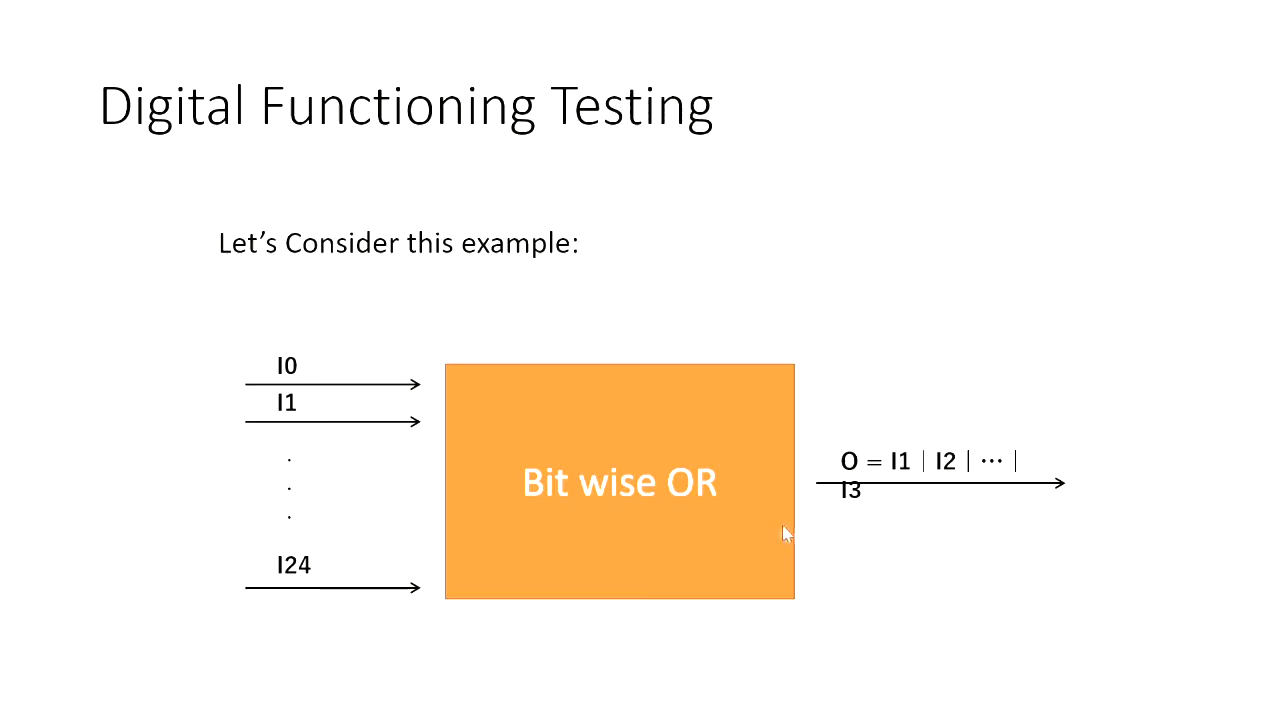 Digital Functioning Testing
Let’s Consider this example:
I0
I1
.
.
.
I24
Bit wise OR
O = I1 | I2 | ⋯ |
I3